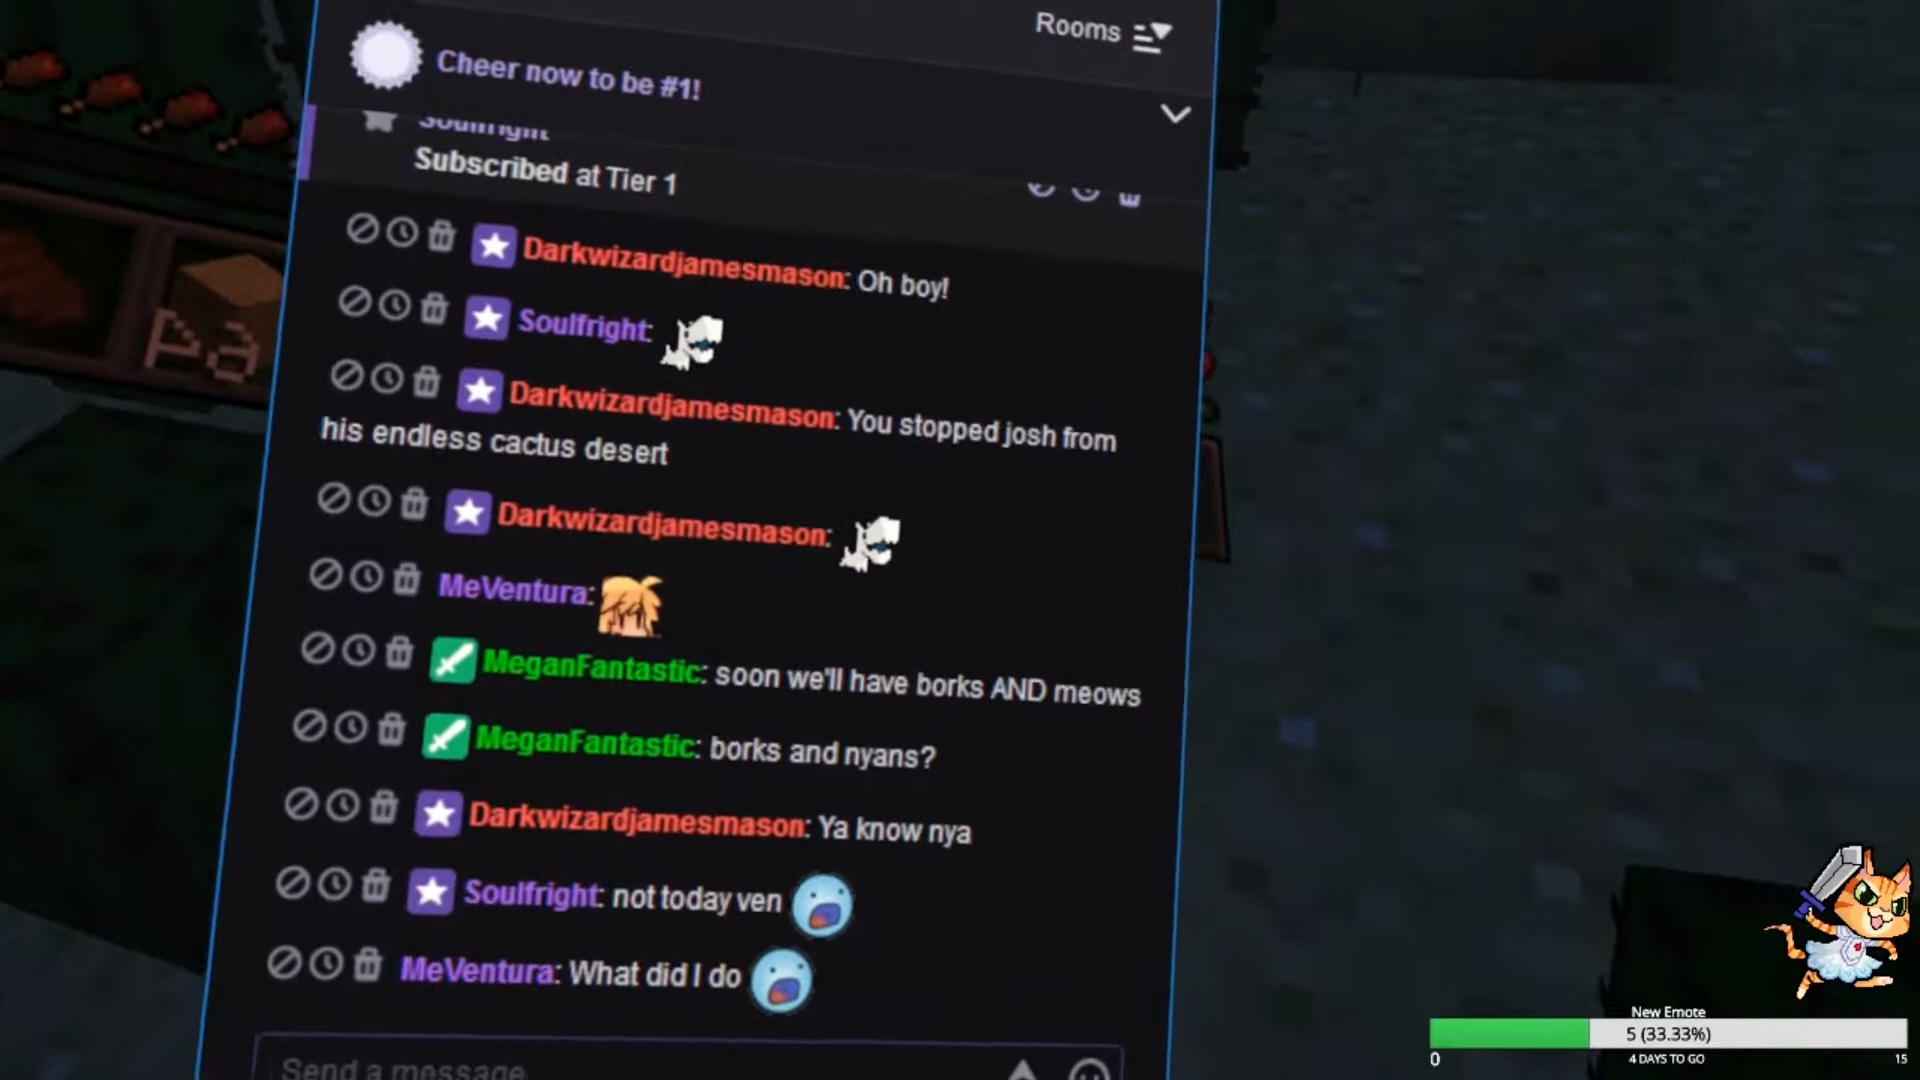 Rooms
Cheer now to be #1!
Soulfright
Subscribed at Tier 1
Darkwizardjamesmason: Oh boy!
Soulfright:
Darkwizardjamesmason: You stopped josh from
his endless cactus desert
Darkwizardjamesmason:
MeVentura:
MeganFantastic: soon we'll have borks AND meows
MeganFantastic: borks and nyans?
Darkwizardjamesmason: Ya know nya
Soulfright: not today ven
MeVentura: What did I do
Send a message
New Emote
5 (33.33%)
0
4 DAYS TO GO
15